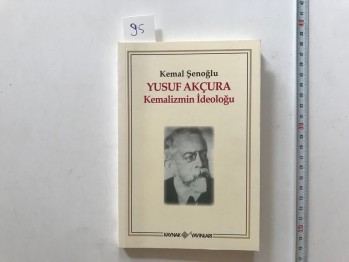 95
Kemal Şenoğlu
YUSUF AKÇURA
Kemalizmin İdeoloğu
KAYNAK YAYINLARI